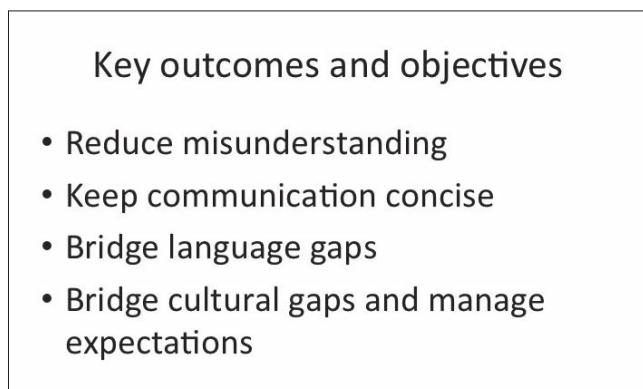 Key outcomes and objectives
• Reduce misunderstanding
• Keep communication concise
• Bridge language gaps
• Bridge cultural gaps and manage
expectations